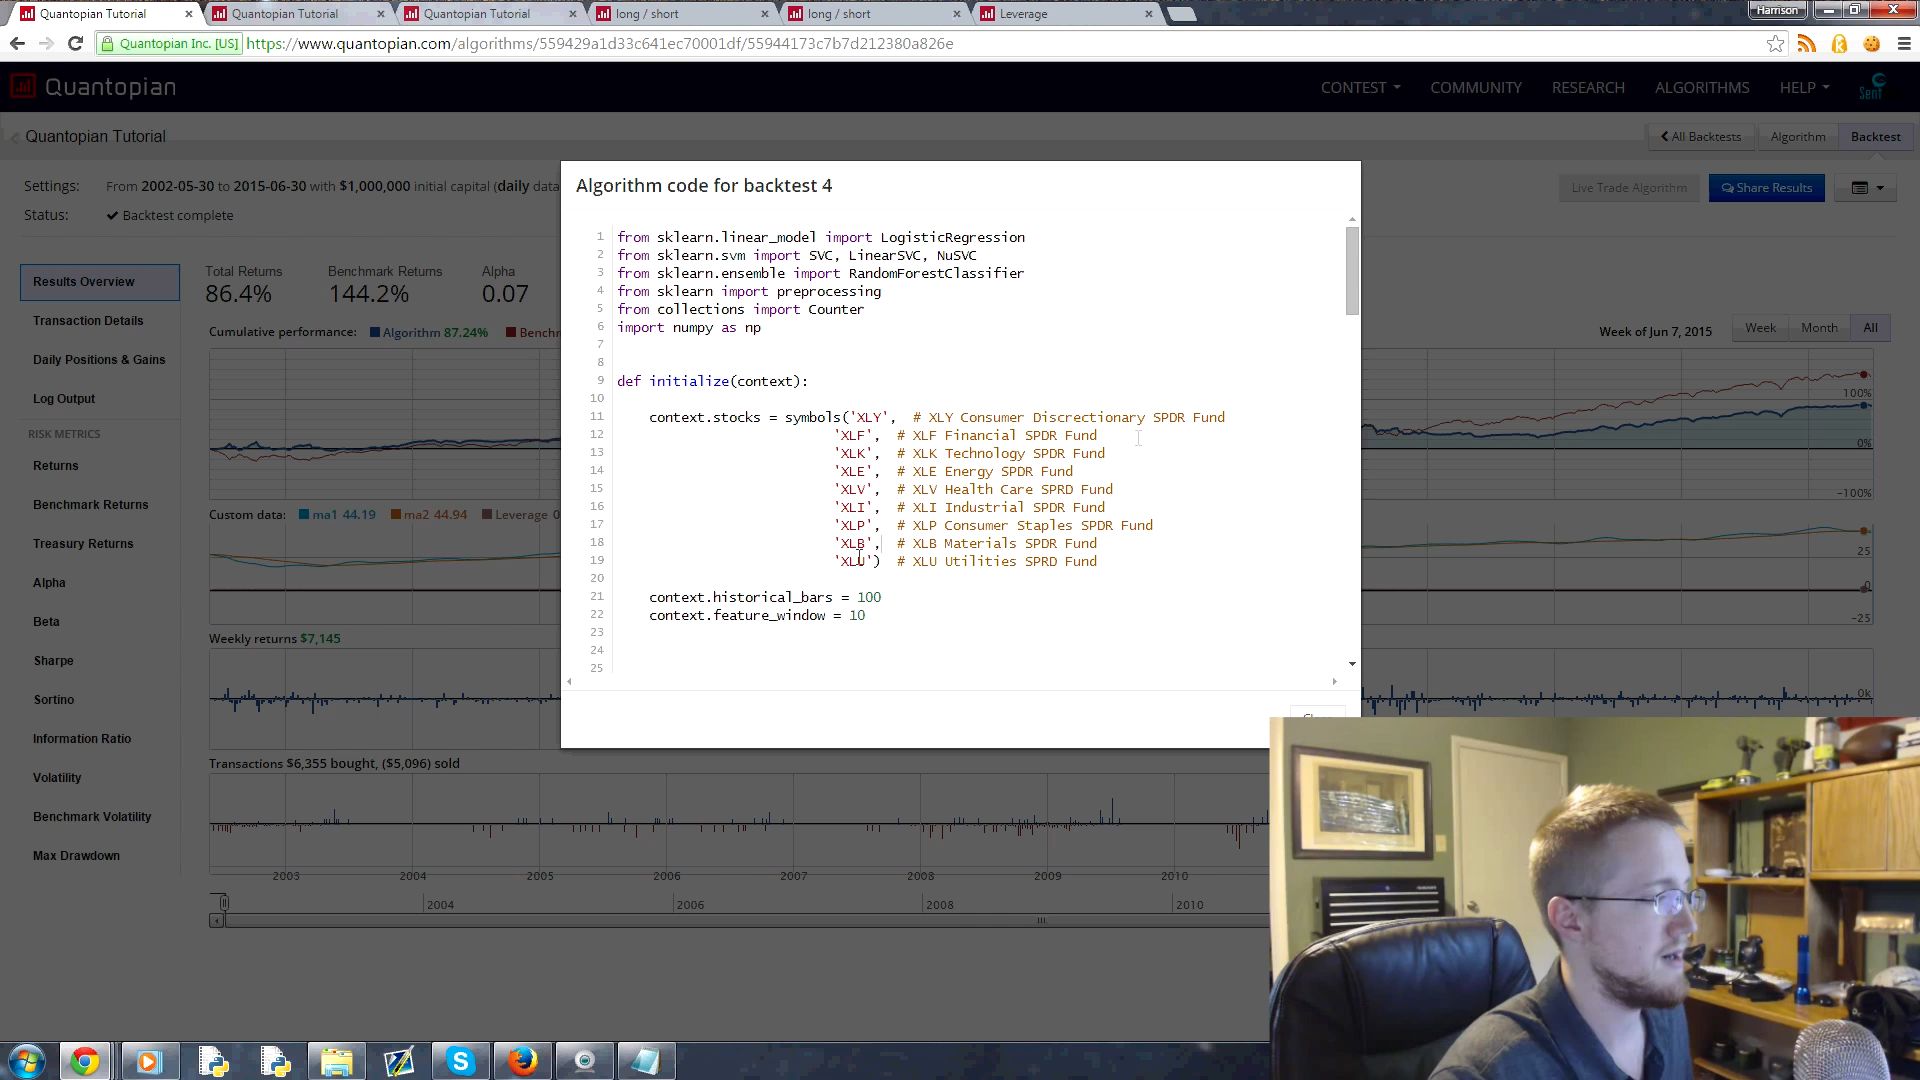 Quantopian Tutorial
Quantopian Tutorial
Quantopian Tutorial
long / short
long / short
Leverage
Harrison
Quantopian Inc. [US]
https://www.quantopian.com/algorithms/559429a1d33c641ec70001df/55944173c7b7d212380a826e
Quantopian
CONTEST
COMMUNITY
RESEARCH
ALGORITHMS
HELP
Quantopian Tutorial
All Backtests
Algorithm
Backtest
Settings:
From 2002-05-30 to 2015-06-30 with $1,000,000 initial capital (daily data
Live Trade Algorithm
Share Results
Status:
Backtest complete
Results Overview
Transaction Details
Daily Positions & Gains
Log Output
RISK METRICS
Returns
Benchmark Returns
Treasury Returns
Alpha
Beta
Sharpe
Sortino
Information Ratio
Volatility
Benchmark Volatility
Max Drawdown
Total Returns
86.4%
Benchmark Returns
144.2%
Alpha
0.07
Cumulative performance:
Algorithm 87.24%
Bench
Week of Jun 7, 2015
Week
Month
All
100%
0%
-100%
Custom data:
ma1 44.19
ma2 44.94
Leverage 0
25
0
-25
Weekly returns $7,145
0k
Transactions $6,355 bought, ($5,096) sold
2003
2004
2005
2006
2007
2008
2009
2010
2004
2006
2008
2010
Algorithm code for backtest 4
1 from sklearn.linear_model import LogisticRegression
2 from sklearn.svm import SVC, LinearSVC, NuSVC
3 from sklearn.ensemble import RandomForestClassifier
4 from sklearn import preprocessing
5 from collections import Counter
6 import numpy as np
7
8
9 def initialize(context):
10
11 context.stocks = symbols('XLY', # XLY Consumer Discrectionary SPDR Fund
12 'XLF', # XLF Financial SPDR Fund
13 'XLK', # XLK Technology SPDR Fund
14 'XLE', # XLE Energy SPDR Fund
15 'XLV', # XLV Health Care SPRD Fund
16 'XLI', # XLI Industrial SPDR Fund
17 'XLP', # XLP Consumer Staples SPDR Fund
18 'XLB', # XLB Materials SPDR Fund
19 'XLU') # XLU Utilities SPRD Fund
20
21 context.historical_bars = 100
22 context.feature_window = 10
23
24
25